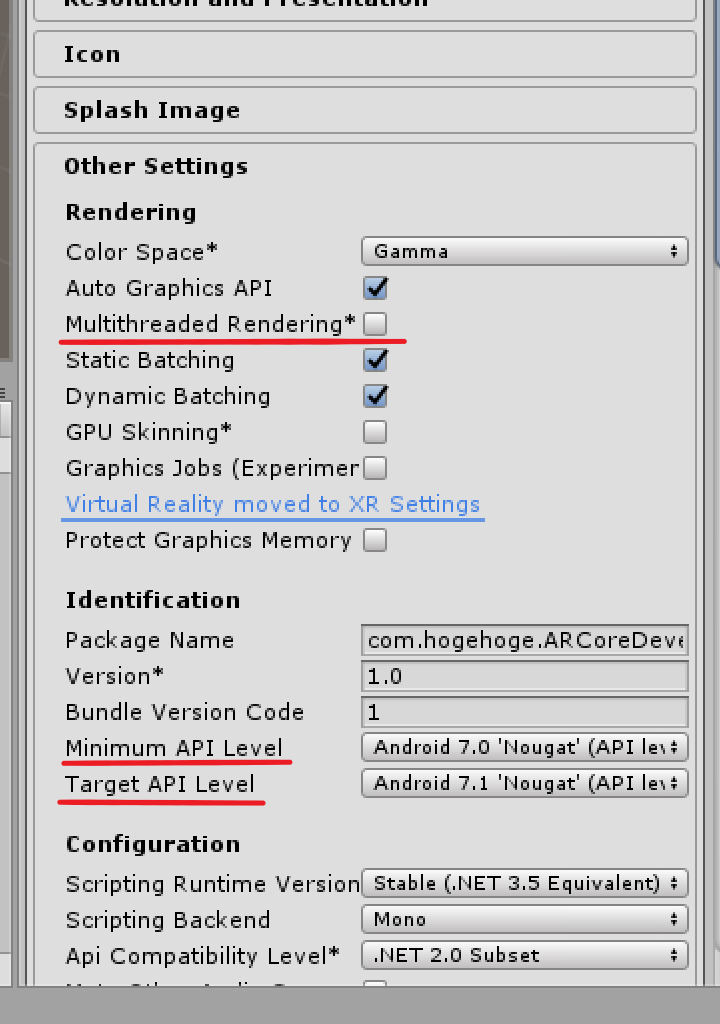 Resolution and Presentation
Icon
Splash Image
Other Settings
Rendering
Color Space* Gamma
Auto Graphics API
Multithreaded Rendering*
Static Batching
Dynamic Batching
GPU Skinning*
Graphics Jobs (Experimen
Virtual Reality moved to XR Settings
Protect Graphics Memory
Identification
Package Name com.hogehoge.ARCoreDeve
Version* 1.0
Bundle Version Code 1
Minimum API Level Android 7.0 'Nougat' (API lev
Target API Level Android 7.1 'Nougat' (API lev
Configuration
Scripting Runtime Version Stable (.NET 3.5 Equivalent)
Scripting Backend Mono
Api Compatibility Level* .NET 2.0 Subset